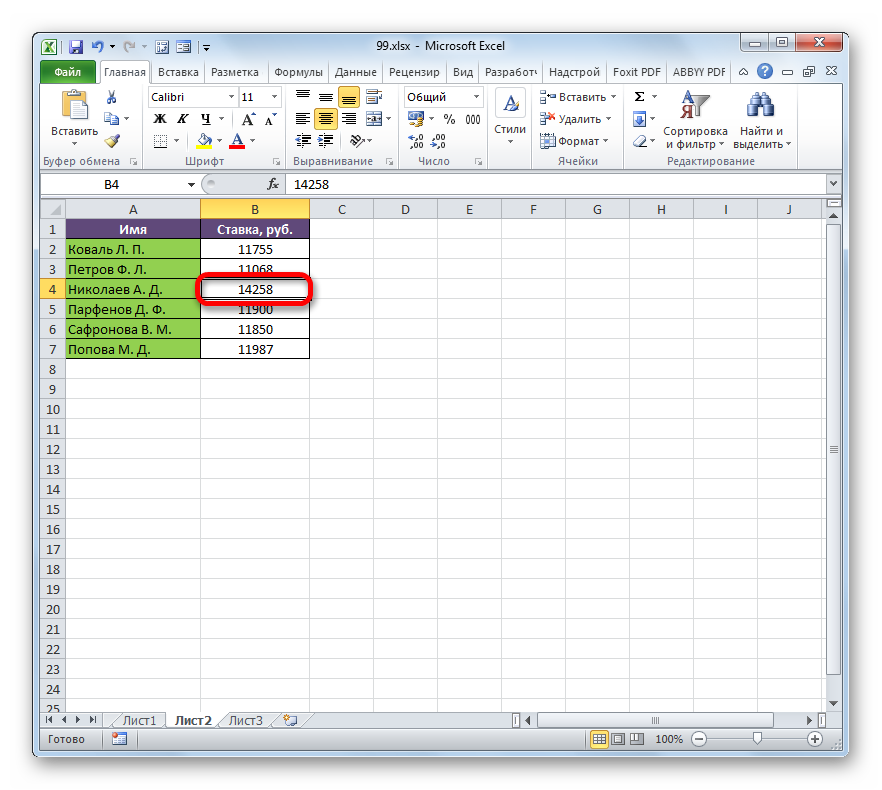 99.xlsx - Microsoft Excel
Файл Главная Вставка Разметка Формулы Данные Рецензир Вид Разработч Надстрой Foxit PDF ABBYY PDF
Вставить
Calibri 11
Ж К Ч
Общий
% 000
Стили
Вставить
Удалить
Формат
Σ
Сортировка и фильтр
Найти и выделить
Буфер обмена Шрифт Выравнивание Число Ячейки Редактирование
B4 fx 14258
A B C D E F G H I J
1 Имя Ставка, руб.
2 Коваль Л. П. 11755
3 Петров Ф. Л. 11068
4 Николаев А. Д. 14258
5 Парфенов Д. Ф. 11900
6 Сафронова В. М. 11850
7 Попова М. Д. 11987
8
9
10
11
12
13
14
15
16
17
18
19
20
21
22
23
24
25
Лист1 Лист2 Лист3
Готово 100%